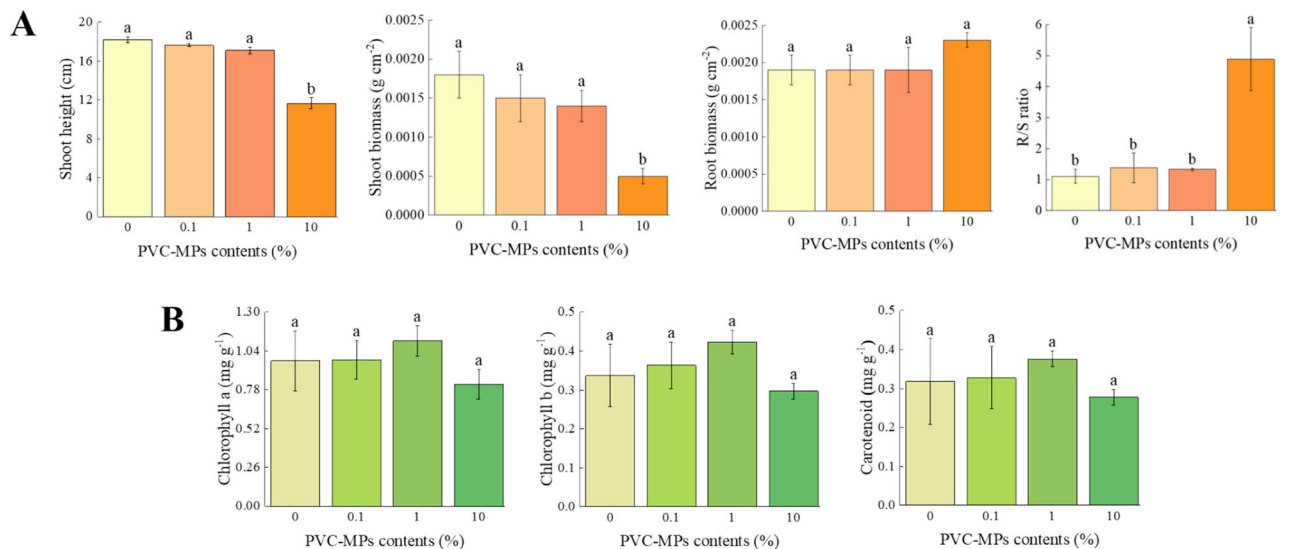 A
Shoot height (cm)
20
16
12
8
4
0
a
a
a
b
0
0.1
1
10
PVC-MPs contents (%)
Shoot biomass (g cm⁻²)
0.0025
0.0020
0.0015
0.0010
0.0005
0.0000
a
a
a
b
0
0.1
1
10
PVC-MPs contents (%)
Root biomass (g cm⁻²)
0.0025
0.0020
0.0015
0.0010
0.0005
0.0000
a
a
a
a
0
0.1
1
10
PVC-MPs contents (%)
R/S ratio
6
5
4
3
2
1
0
b
b
b
a
0
0.1
1
10
PVC-MPs contents (%)
B
Chlorophyll a (mg g⁻¹)
1.30
1.04
0.78
0.52
0.26
0.00
a
a
a
a
0
0.1
1
10
PVC-MPs contents (%)
Chlorophyll b (mg g⁻¹)
0.5
0.4
0.3
0.2
0.1
0.0
a
a
a
a
0
0.1
1
10
PVC-MPs contents (%)
Carotenoid (mg g⁻¹)
0.5
0.4
0.3
0.2
0.1
0.0
a
a
a
a
0
0.1
1
10
PVC-MPs contents (%)